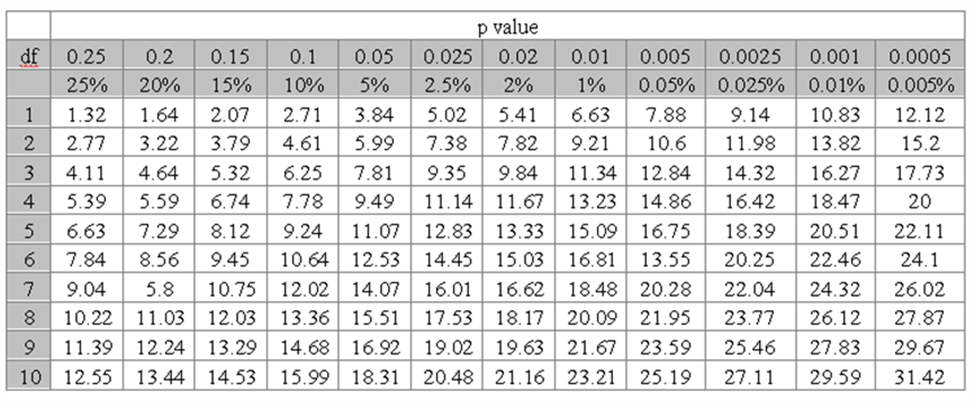 p value
df 0.25 0.2 0.15 0.1 0.05 0.025 0.02 0.01 0.005 0.0025 0.001 0.0005
25% 20% 15% 10% 5% 2.5% 2% 1% 0.05% 0.025% 0.01% 0.005%
1 1.32 1.64 2.07 2.71 3.84 5.02 5.41 6.63 7.88 9.14 10.83 12.12
2 2.77 3.22 3.79 4.61 5.99 7.38 7.82 9.21 10.6 11.98 13.82 15.2
3 4.11 4.64 5.32 6.25 7.81 9.35 9.84 11.34 12.84 14.32 16.27 17.73
4 5.39 5.59 6.74 7.78 9.49 11.14 11.67 13.23 14.86 16.42 18.47 20
5 6.63 7.29 8.12 9.24 11.07 12.83 13.33 15.09 16.75 18.39 20.51 22.11
6 7.84 8.56 9.45 10.64 12.53 14.45 15.03 16.81 13.55 20.25 22.46 24.1
7 9.04 5.8 10.75 12.02 14.07 16.01 16.62 18.48 20.28 22.04 24.32 26.02
8 10.22 11.03 12.03 13.36 15.51 17.53 18.17 20.09 21.95 23.77 26.12 27.87
9 11.39 12.24 13.29 14.68 16.92 19.02 19.63 21.67 23.59 25.46 27.83 29.67
10 12.55 13.44 14.53 15.99 18.31 20.48 21.16 23.21 25.19 27.11 29.59 31.42